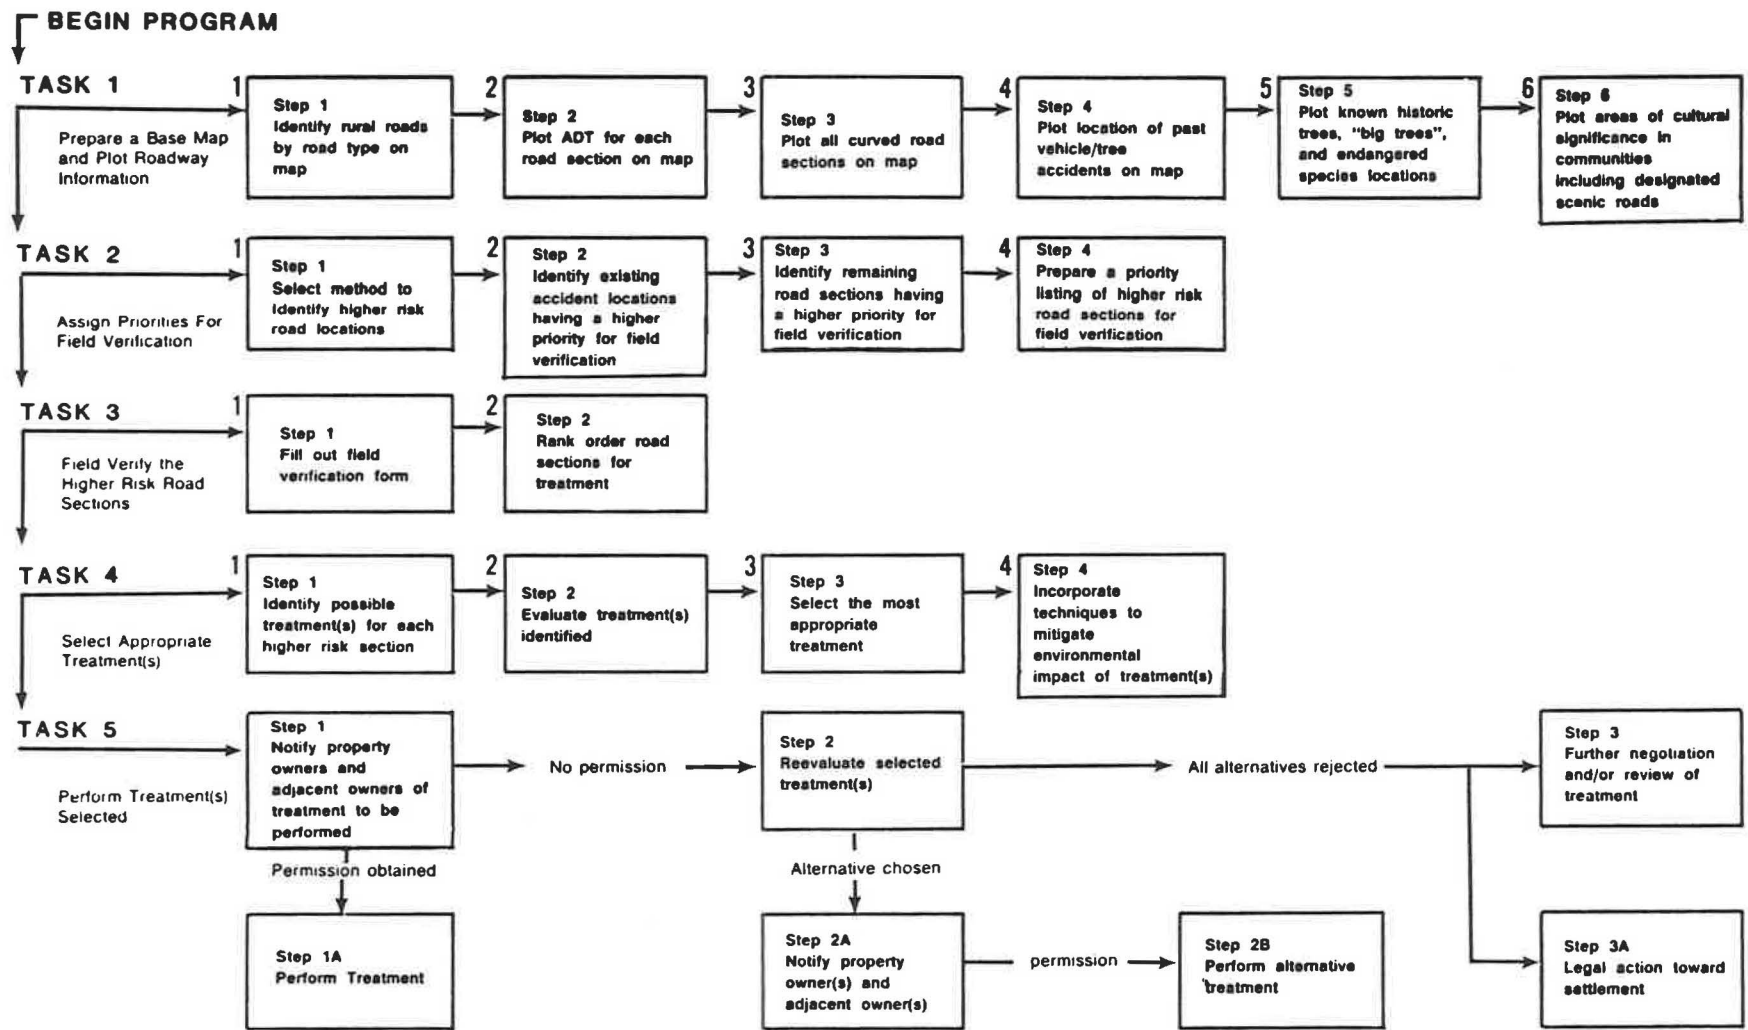 BEGIN PROGRAM
TASK 1
Prepare a Base Map
and Plot Roadway
Information
1
Step 1
Identify rural roads
by road type on
map
2
Step 2
Plot ADT for each
road section on map
3
Step 3
Plot all curved road
sections on map
4
Step 4
Plot location of past
vehicle/tree
accidents on map
5
Step 5
Plot known historic
trees, "big trees",
and endangered
species locations
6
Step 6
Plot areas of cultural
significance in
communities
including designated
scenic roads
TASK 2
Assign Priorities For
Field Verification
1
Step 1
Select method to
identify higher risk
road locations
2
Step 2
Identify existing
accident locations
having a higher
priority for field
verification
3
Step 3
Identify remaining
road sections having
a higher priority for
field verification
4
Step 4
Prepare a priority
listing of higher risk
road sections for
field verification
TASK 3
Field Verify the
Higher Risk Road
Sections
1
Step 1
Fill out field
verification form
2
Step 2
Rank order road
sections for
treatment
TASK 4
Select Appropriate
Treatment(s)
1
Step 1
Identify possible
treatment(s) for each
higher risk section
2
Step 2
Evaluate treatment(s)
identified
3
Step 3
Select the most
appropriate
treatment
4
Step 4
Incorporate
techniques to
mitigate
environmental
impact of treatment(s)
TASK 5
Perform Treatment(s)
Selected
Step 1
Notify property
owners and
adjacent owners of
treatment to be
performed
No permission
Step 2
Reevaluate selected
treatment(s)
All alternatives rejected
Step 3
Further negotiation
and/or review of
treatment
Permission obtained
Alternative chosen
Step 1A
Perform Treatment
Step 2A
Notify property
owner(s) and
adjacent owner(s)
permission
Step 2B
Perform alternative
treatment
Step 3A
Legal action toward
settlement